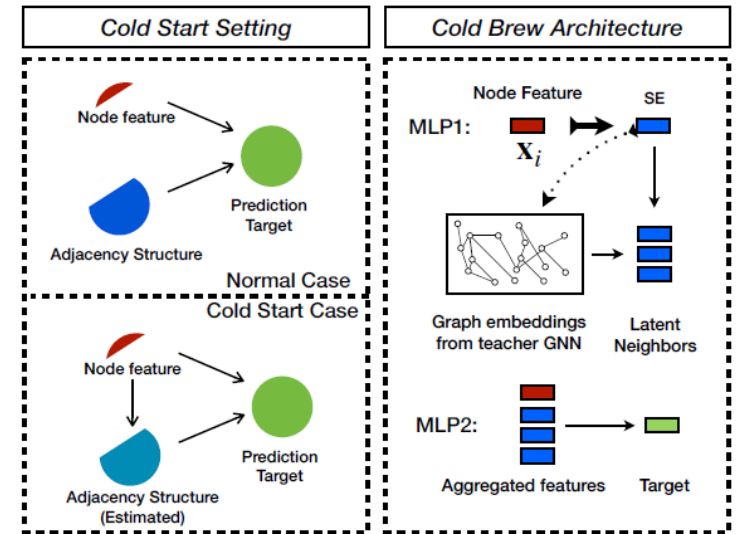 Cold Start Setting
Node feature
Adjacency Structure
Prediction
Target
Normal Case
Cold Start Case
Node feature
Adjacency Structure
(Estimated)
Prediction
Target
Cold Brew Architecture
Node Feature
SE
MLP1:
𝐱ᵢ
Graph embeddings
from teacher GNN
Latent
Neighbors
MLP2:
Aggregated features
Target